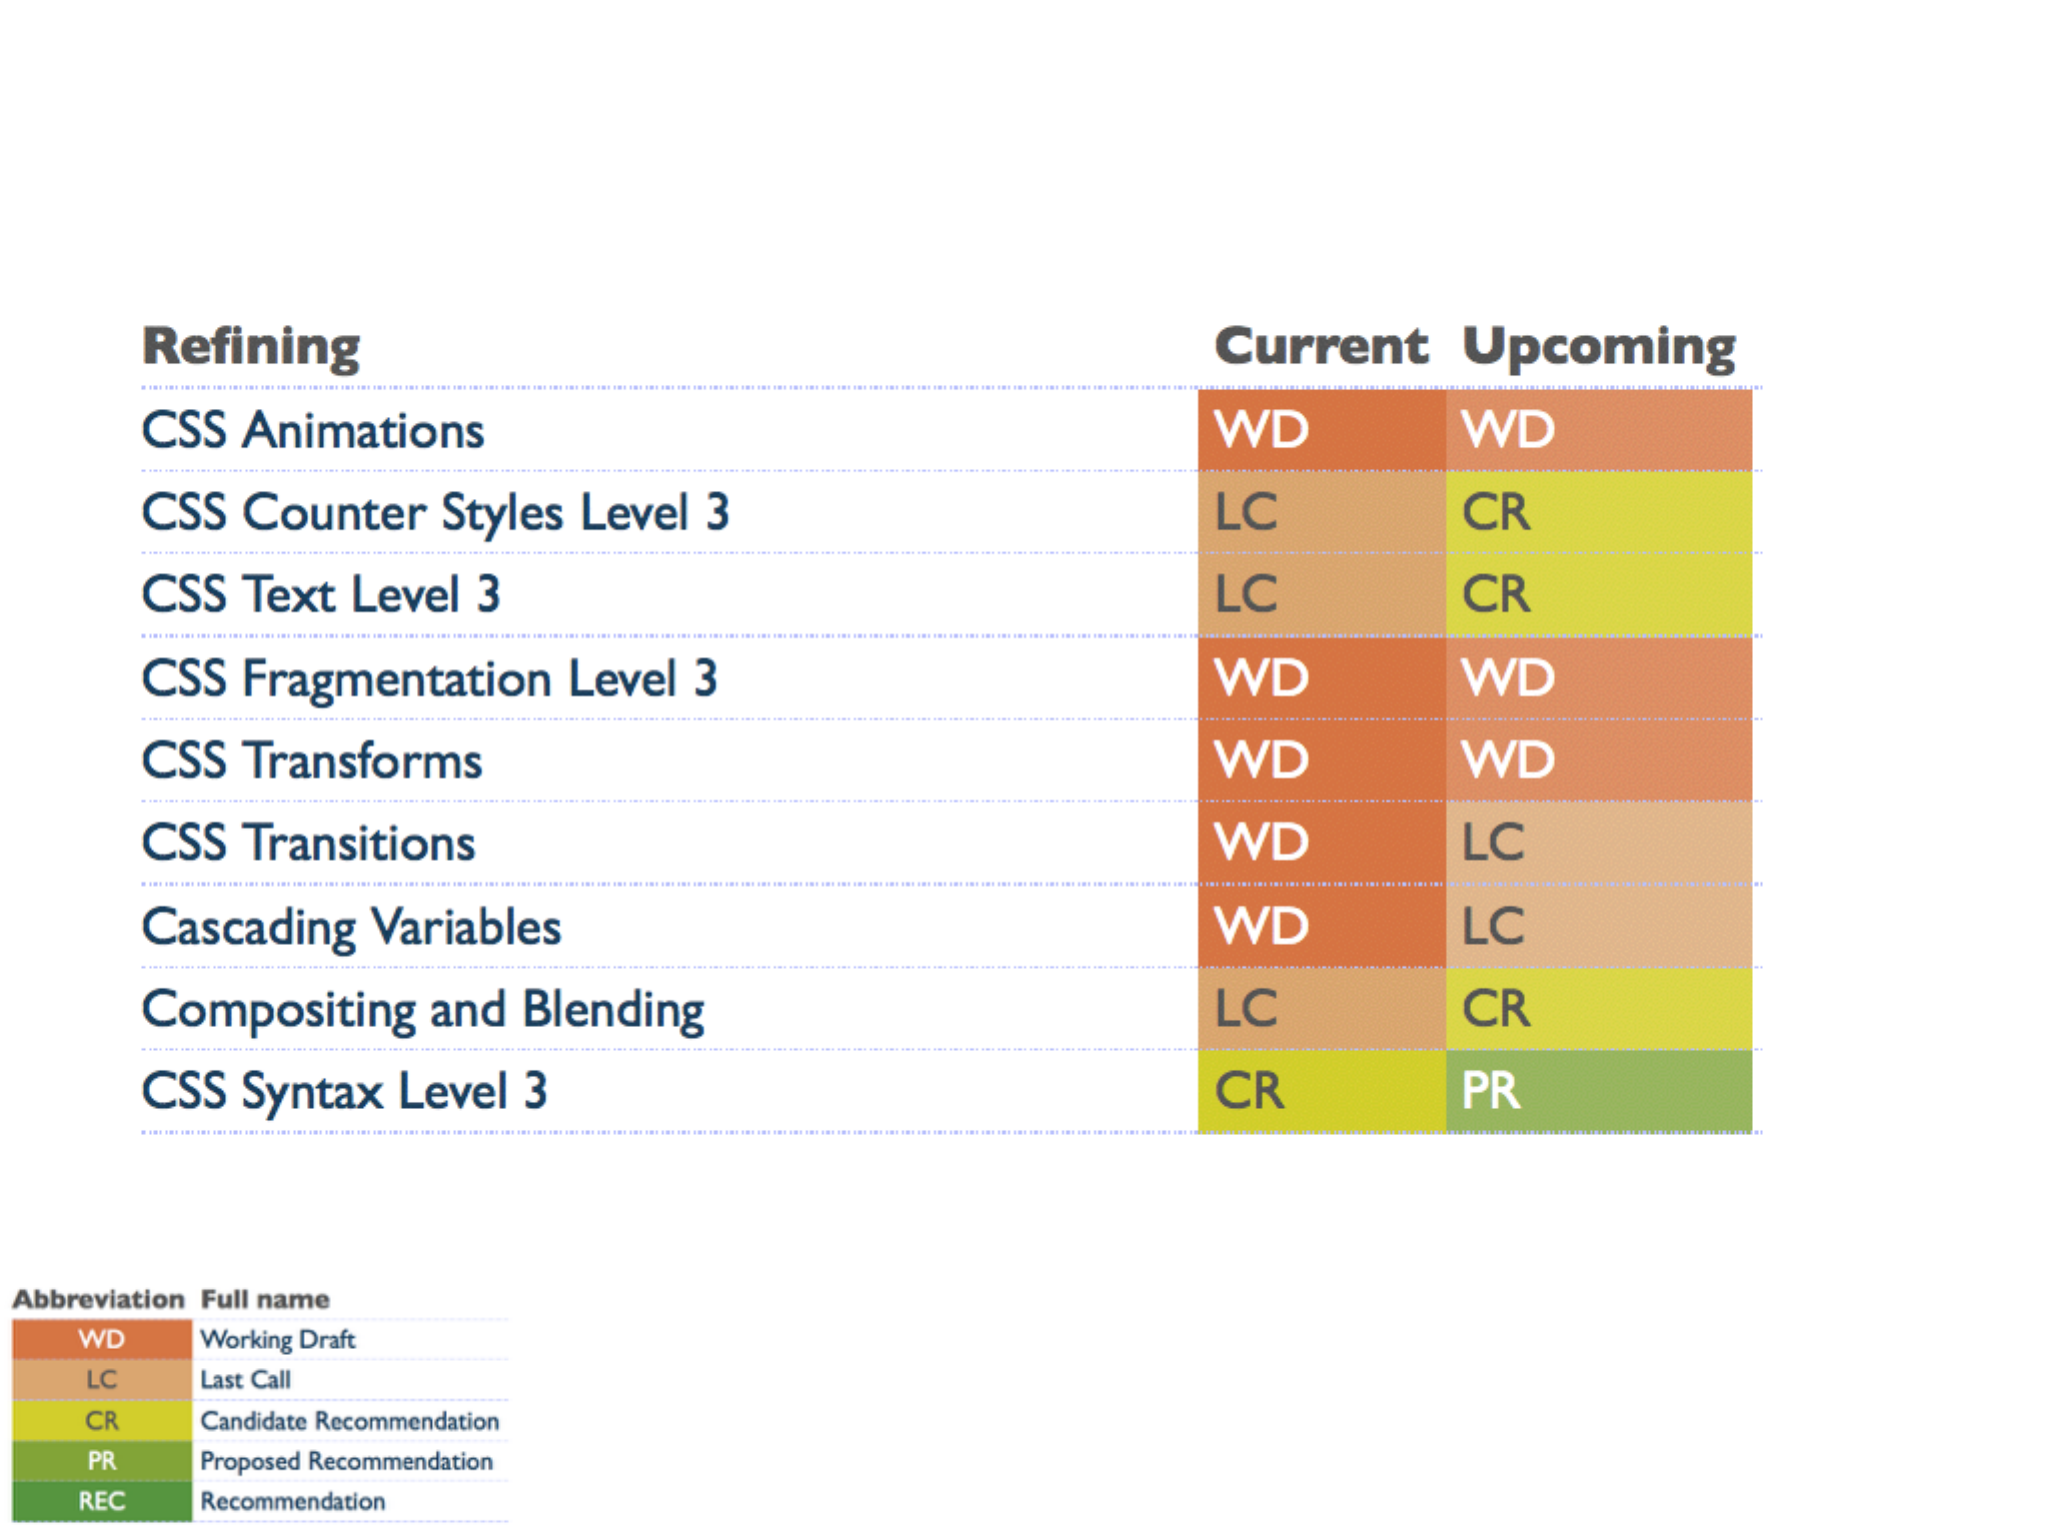 Refining Current Upcoming
CSS Animations WD WD
CSS Counter Styles Level 3 LC CR
CSS Text Level 3 LC CR
CSS Fragmentation Level 3 WD WD
CSS Transforms WD WD
CSS Transitions WD LC
Cascading Variables WD LC
Compositing and Blending LC CR
CSS Syntax Level 3 CR PR
Abbreviation Full name
WD Working Draft
LC Last Call
CR Candidate Recommendation
PR Proposed Recommendation
REC Recommendation